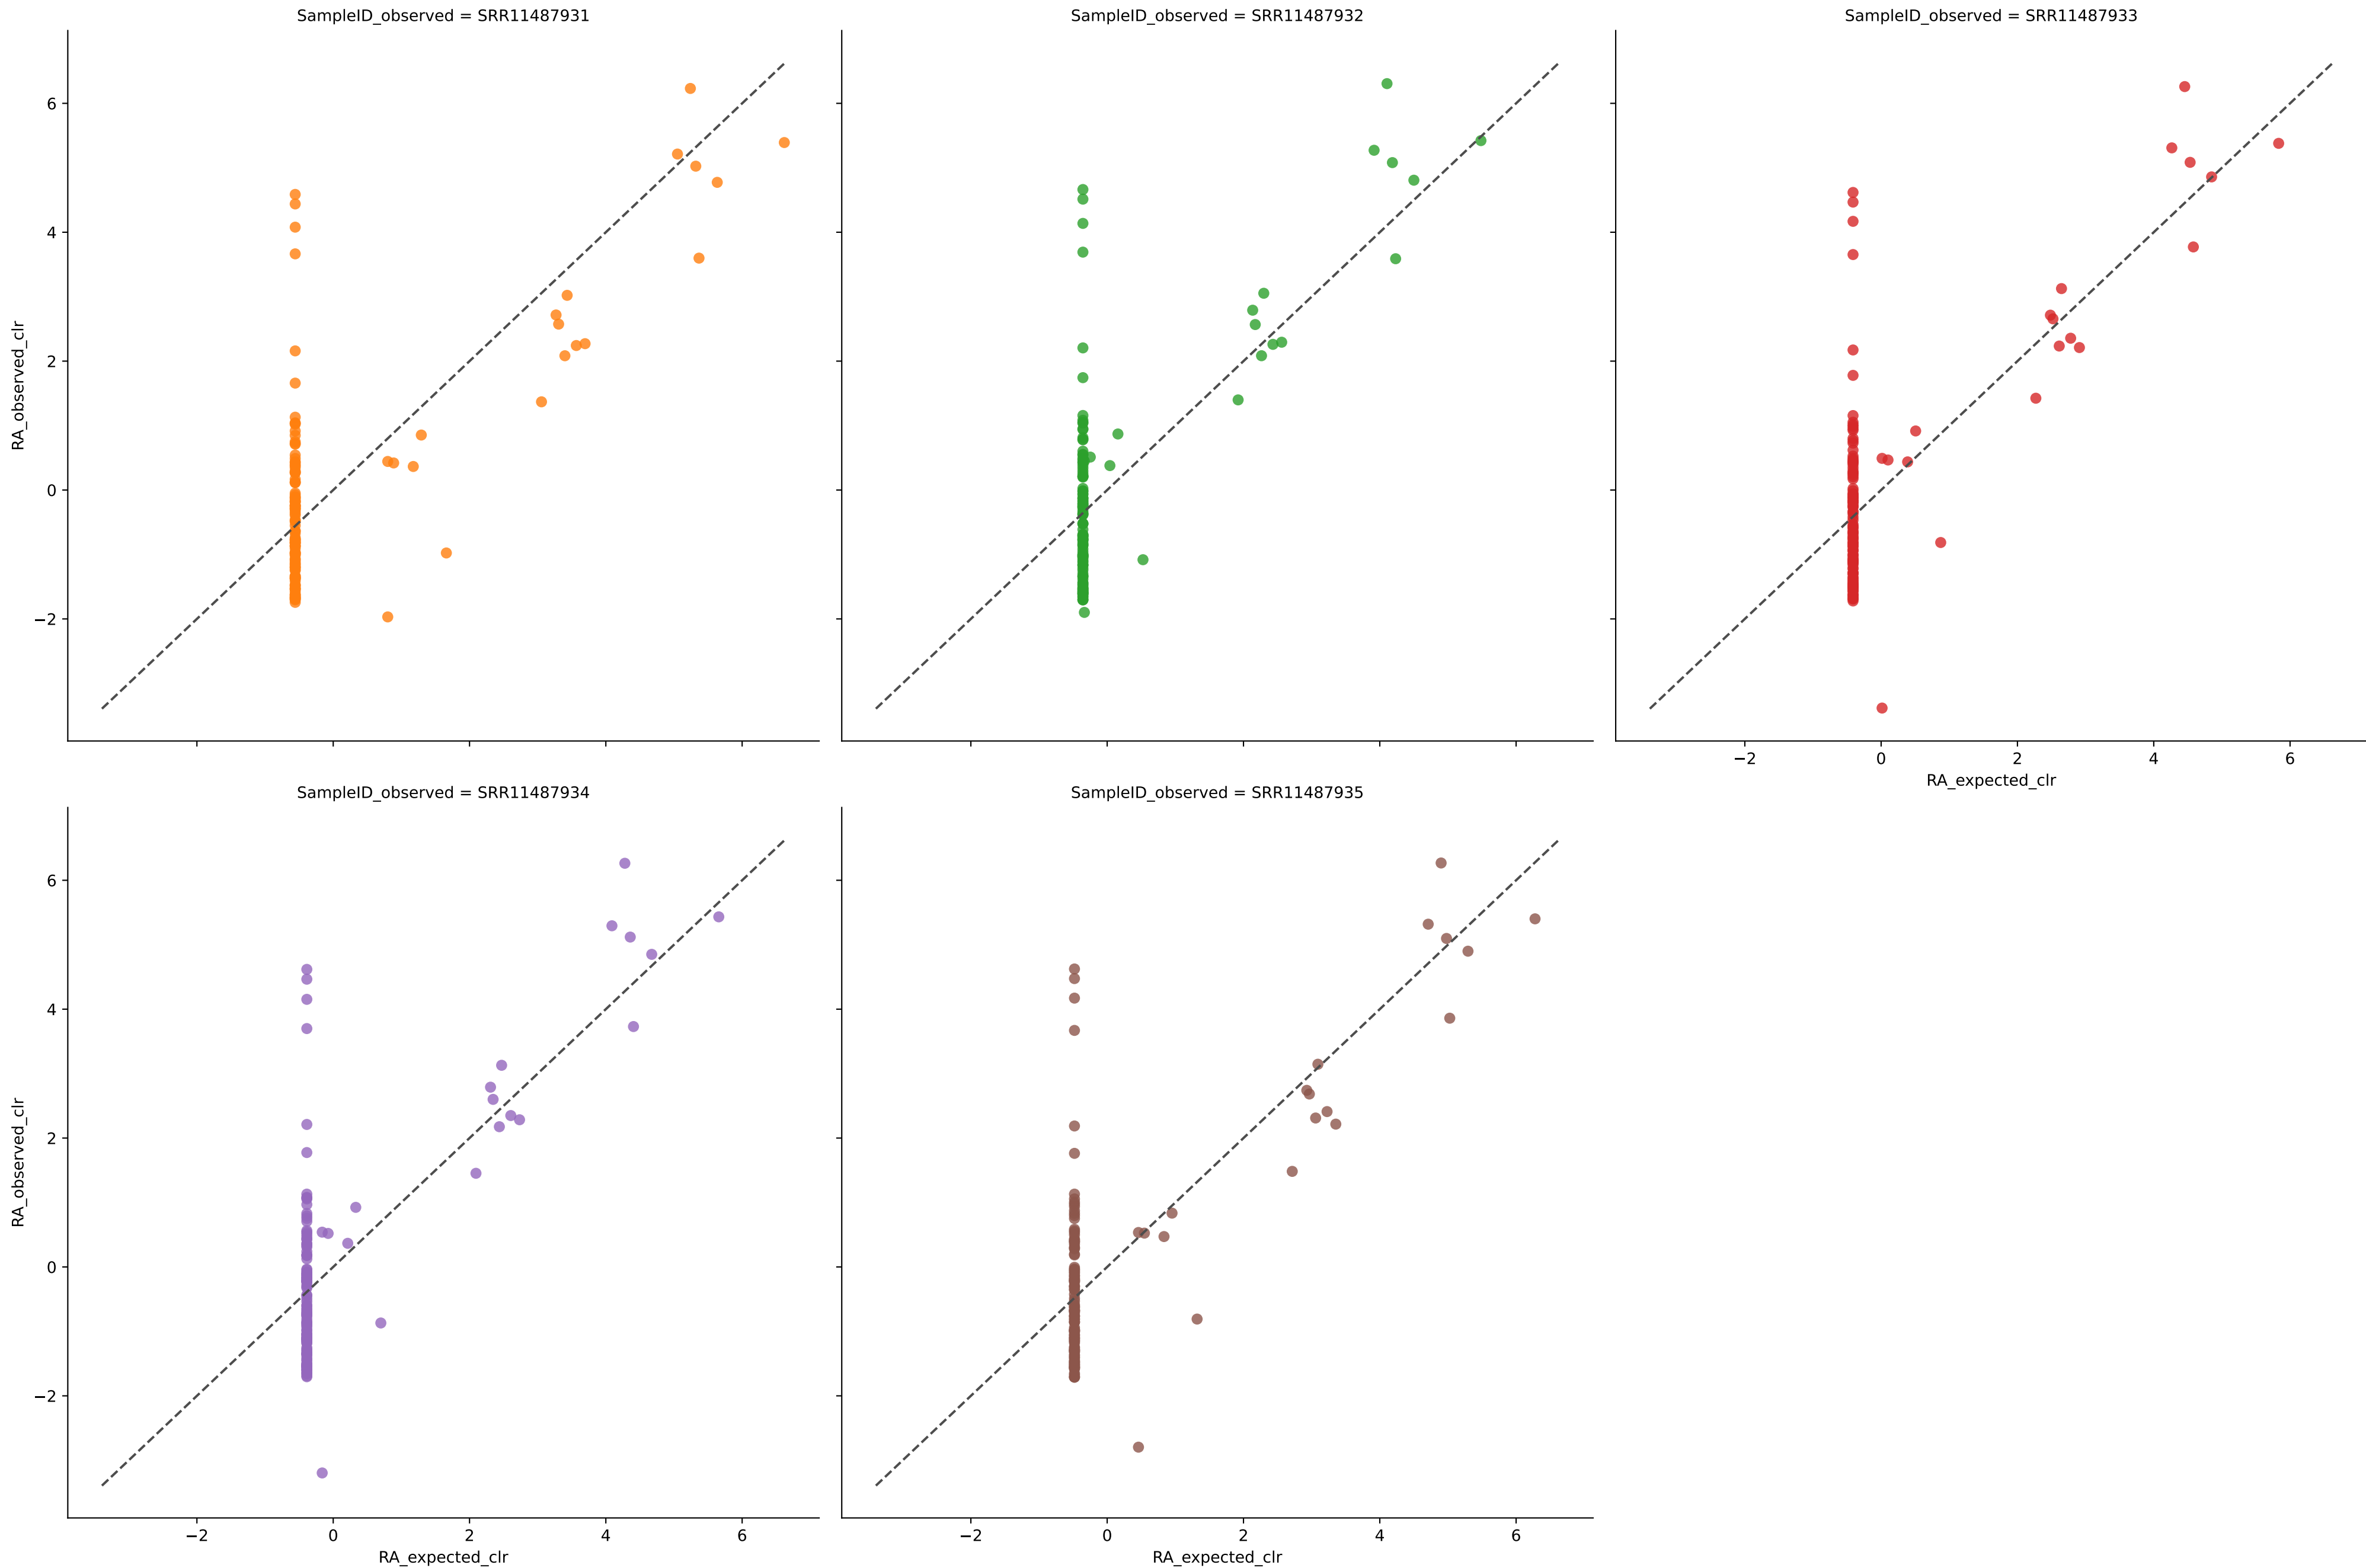 SampleID_observed = SRR11487931
SampleID_observed = SRR11487932
SampleID_observed = SRR11487933
6
4
2
0
−2
RA_observed_clr
−2 0 2 4 6
RA_expected_clr
SampleID_observed = SRR11487934
SampleID_observed = SRR11487935
6
4
2
0
−2
RA_observed_clr
−2 0 2 4 6
−2 0 2 4 6
RA_expected_clr
RA_expected_clr